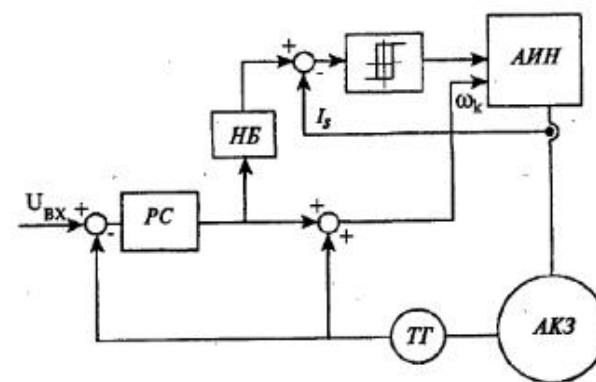 +
-
АИН
ω_k
I_s
НБ
U_ВХ
+
-
РС
+
+
ТГ
АКЗ